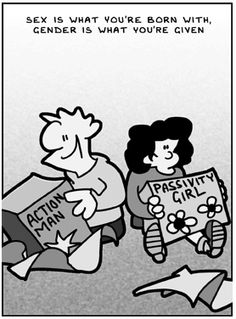 SEX IS WHAT YOU'RE BORN WITH,
GENDER IS WHAT YOU'RE GIVEN
ACTION
MAN
PASSIVITY
GIRL